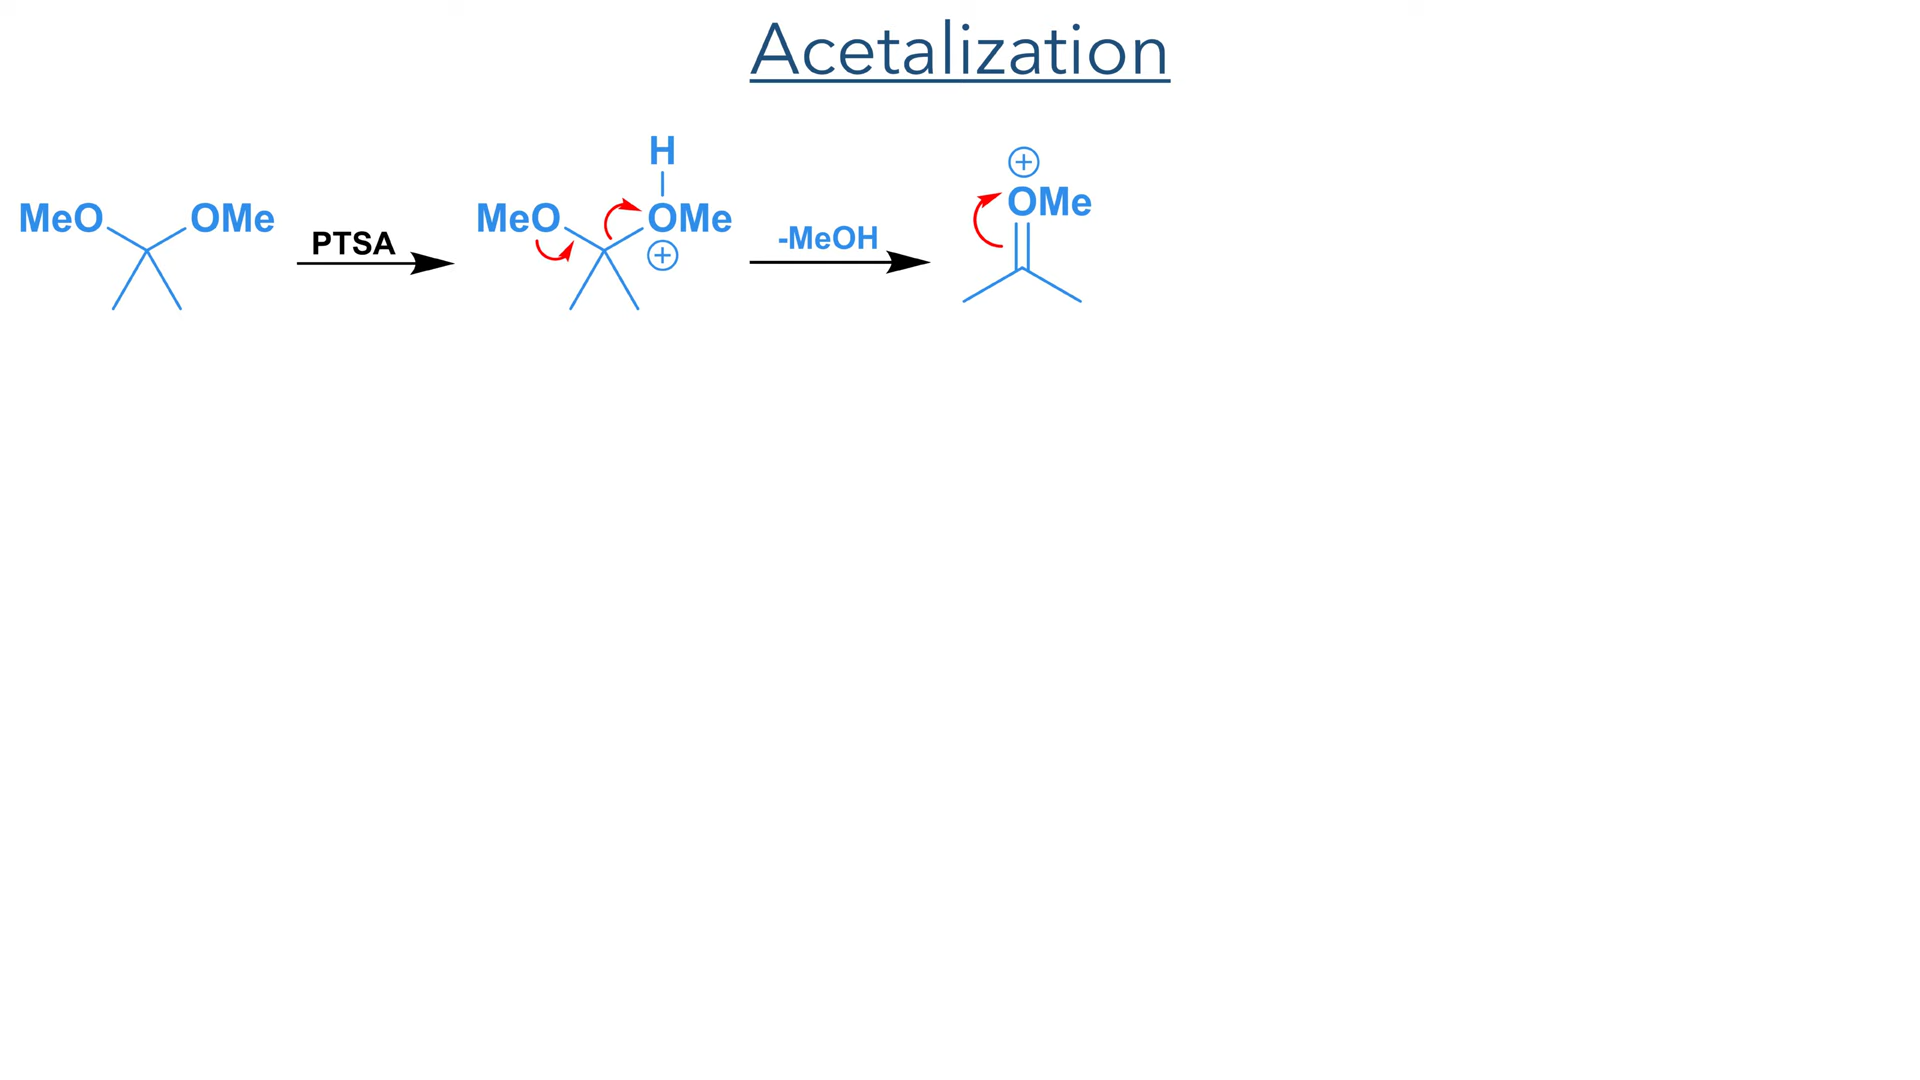 Acetalization
H
⊕
MeO OMe PTSA MeO OMe -MeOH OMe
⊕